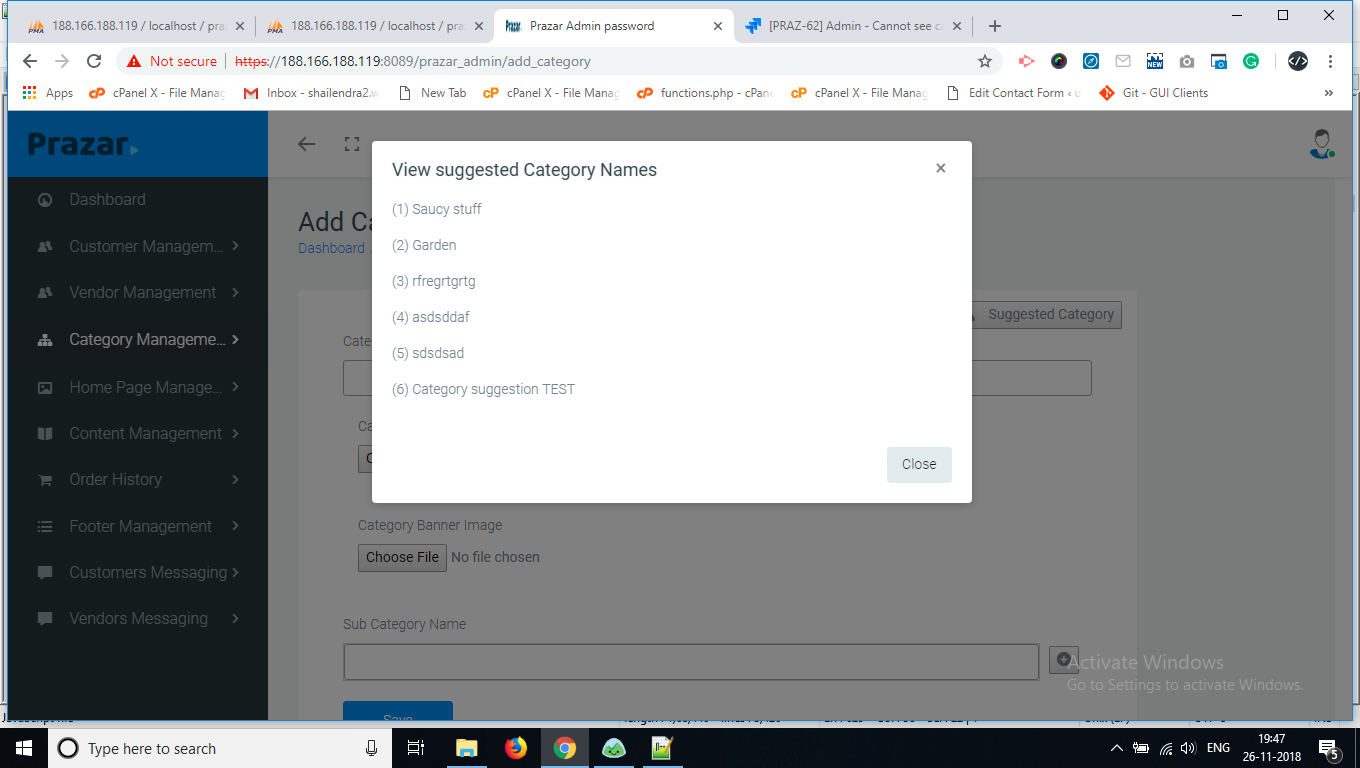 188.166.188.119 / localhost / pra
188.166.188.119 / localhost / pra
Prazar Admin password
[PRAZ-62] Admin - Cannot see ca
Not secure
https://188.166.188.119:8089/prazar_admin/add_category
Apps
cPanel X - File Manag
Inbox - shailendra2.w
New Tab
cPanel X - File Manag
functions.php - cPane
cPanel X - File Manag
Edit Contact Form ‹ u
Git - GUI Clients
»
Prazar
Dashboard
Customer Managem...
Vendor Management
Category Manageme...
Home Page Manage...
Content Management
Order History
Footer Management
Customers Messaging
Vendors Messaging
Add Ca
Dashboard
View suggested Category Names
×
(1) Saucy stuff
(2) Garden
(3) rfregrtgrtg
(4) asdsddaf
(5) sdsdsad
(6) Category suggestion TEST
Close
Suggested Category
Cate
Ca
C
Category Banner Image
Choose File No file chosen
Sub Category Name
Save
Activate Windows
Go to Settings to activate Windows.
Type here to search
ENG
19:47
26-11-2018
5